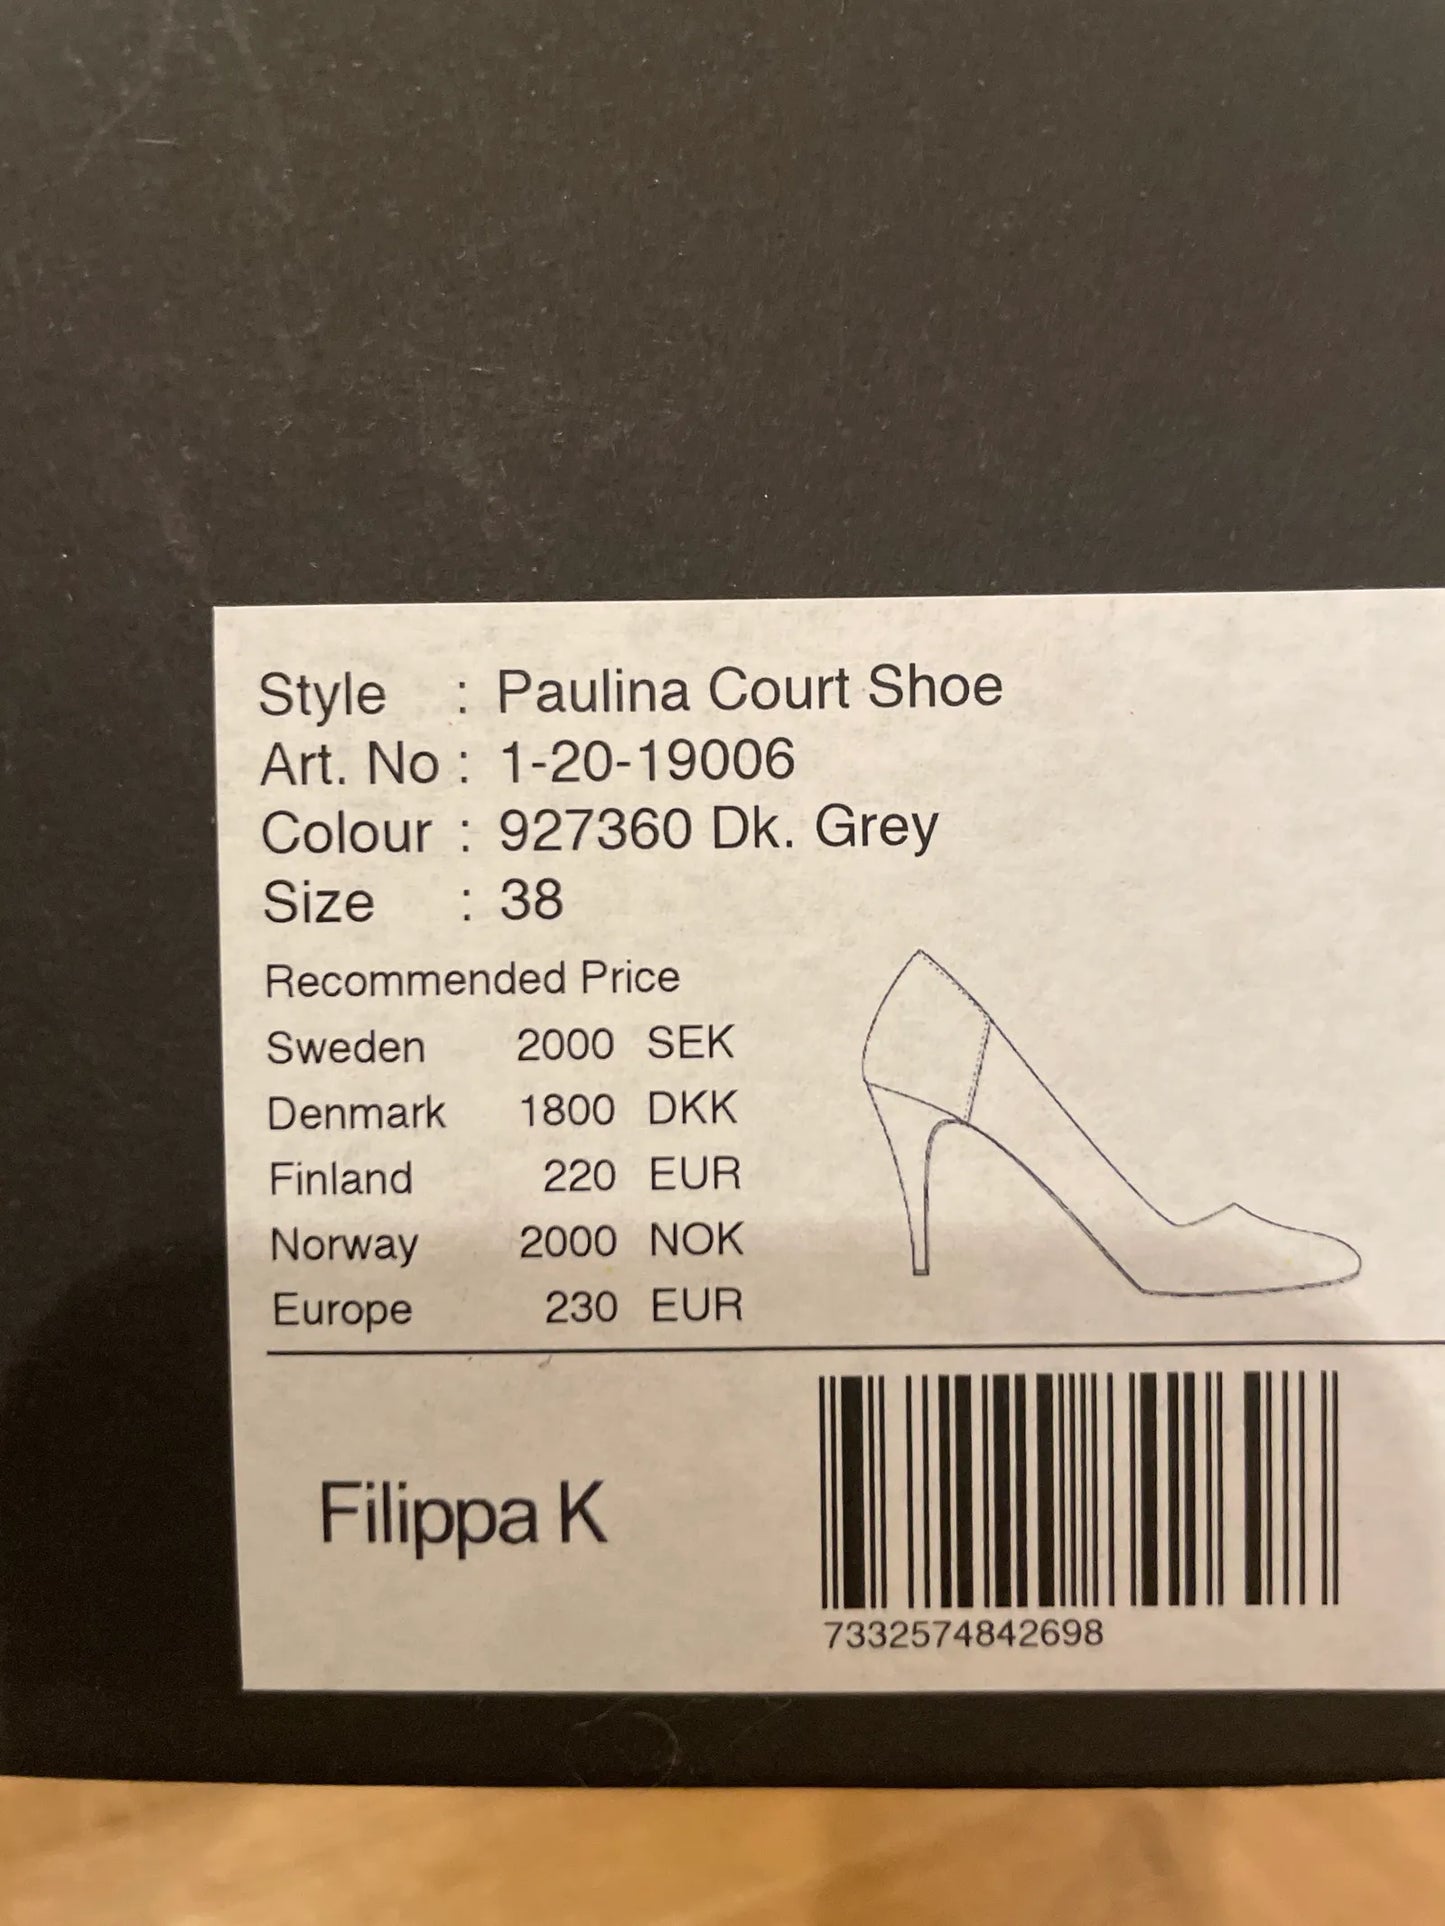 Style : Paulina Court Shoe
Art. No : 1-20-19006
Colour : 927360 Dk. Grey
Size : 38
Recommended Price
Sweden 2000 SEK
Denmark 1800 DKK
Finland 220 EUR
Norway 2000 NOK
Europe 230 EUR
Filippa K
7332574842698